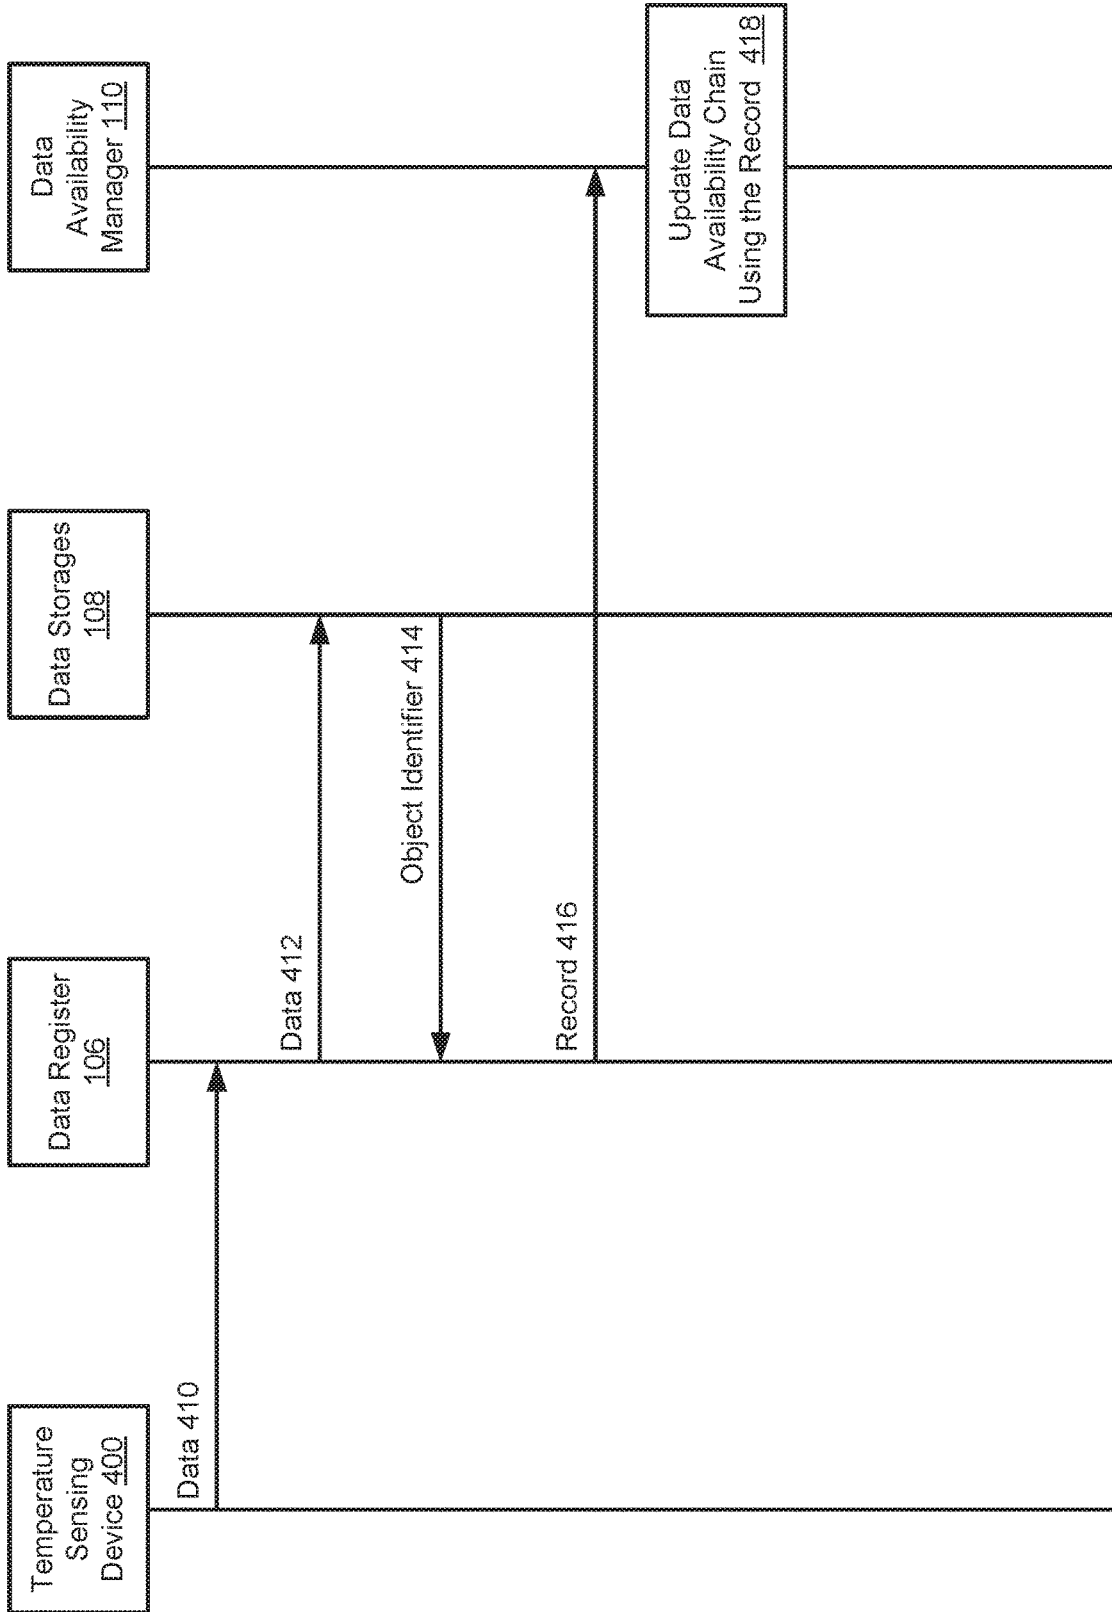 Temperature
Sensing
Device 400
Data Register
106
Data Storages
108
Data
Availability
Manager 110
Data 410
Data 412
Object Identifier 414
Record 416
Update Data
Availability Chain
Using the Record 418